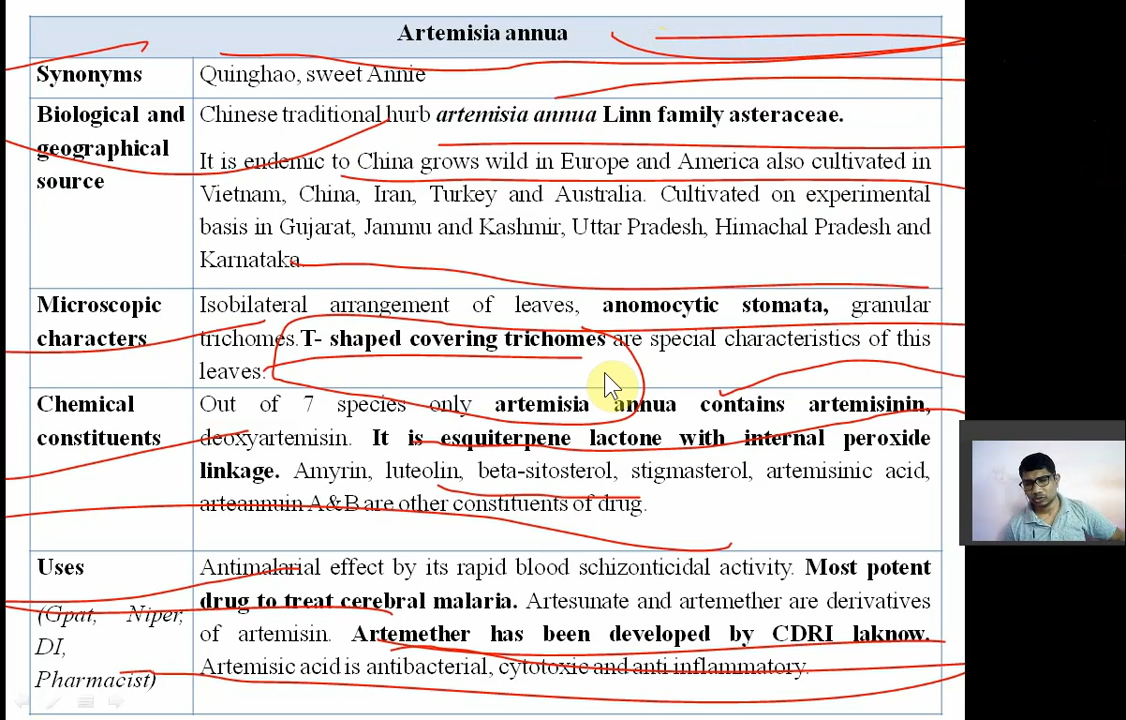 Artemisia annua
Synonyms
Quinghao, sweet Annie
Biological and
geographical
source
Chinese traditional hurb artemisia annua Linn family asteraceae.
It is endemic to China grows wild in Europe and America also cultivated in
Vietnam, China, Iran, Turkey and Australia. Cultivated on experimental
basis in Gujarat, Jammu and Kashmir, Uttar Pradesh, Himachal Pradesh and
Karnataka.
Microscopic
characters
Isobilateral arrangement of leaves, anomocytic stomata, granular
trichomes.T- shaped covering trichomes are special characteristics of this
leaves.
Chemical
constituents
Out of 7 species only artemisia annua contains artemisinin,
deoxyartemisin. It is esquiterpene lactone with internal peroxide
linkage. Amyrin, luteolin, beta-sitosterol, stigmasterol, artemisinic acid,
arteannuin A&B are other constituents of drug.
Uses
(Gpat, Niper,
DI,
Pharmacist)
Antimalarial effect by its rapid blood schizonticidal activity. Most potent
drug to treat cerebral malaria. Artesunate and artemether are derivatives
of artemisin. Artemether has been developed by CDRI laknow.
Artemisic acid is antibacterial, cytotoxic and anti inflammatory.